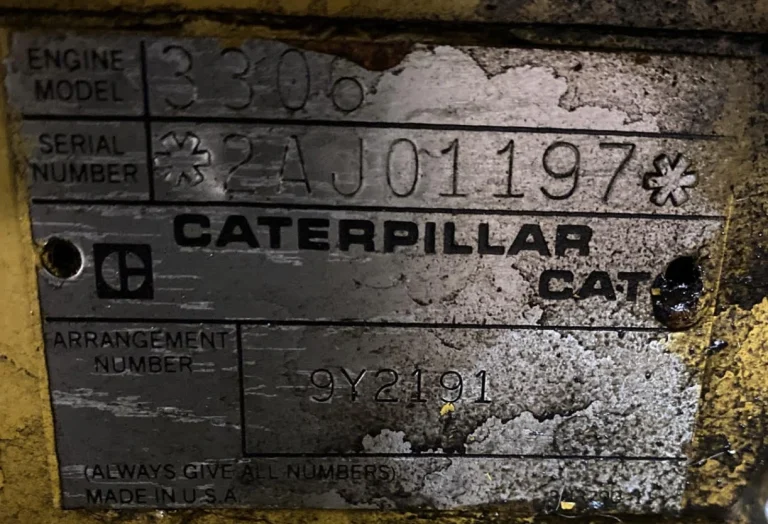 ENGINE MODEL 3306
SERIAL NUMBER *2AJ01197*
CATERPILLAR
CAT
ARRANGEMENT NUMBER 9Y2191
(ALWAYS GIVE ALL NUMBERS)
MADE IN U.S.A.